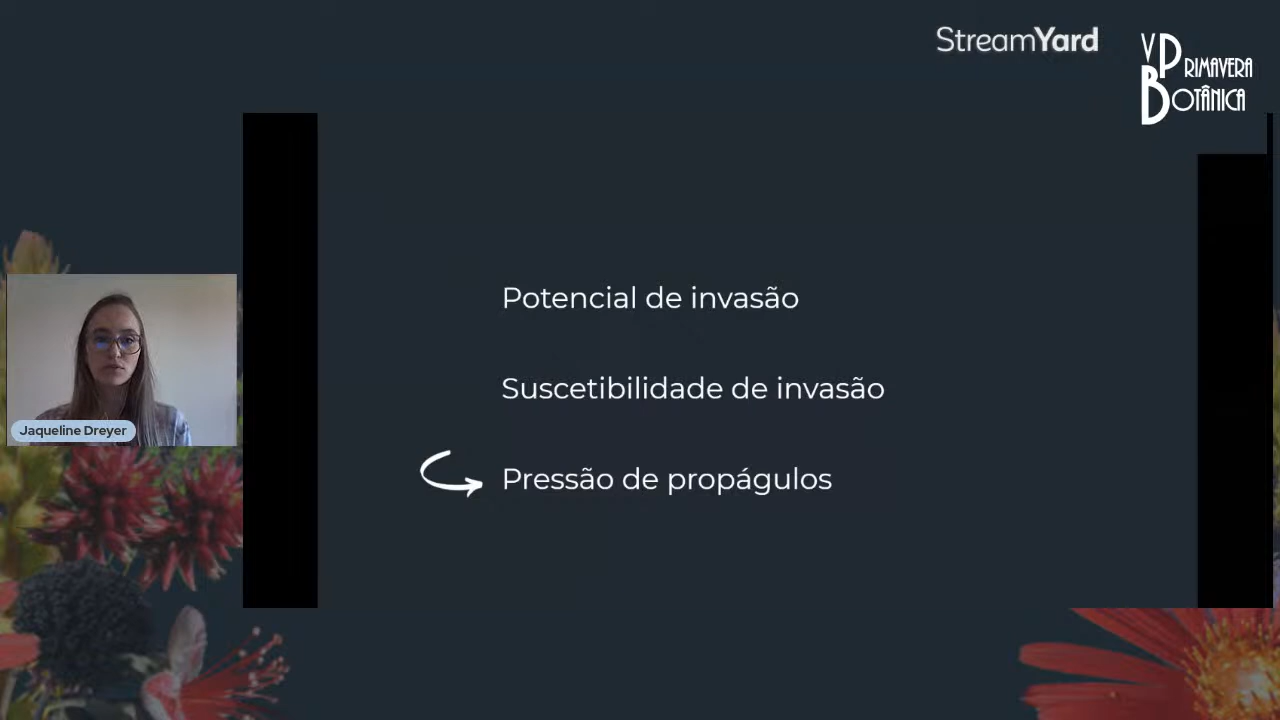 StreamYard
V PRIMAVERA
BOTÂNICA
Potencial de invasão
Suscetibilidade de invasão
Pressão de propágulos
Jaqueline Dreyer